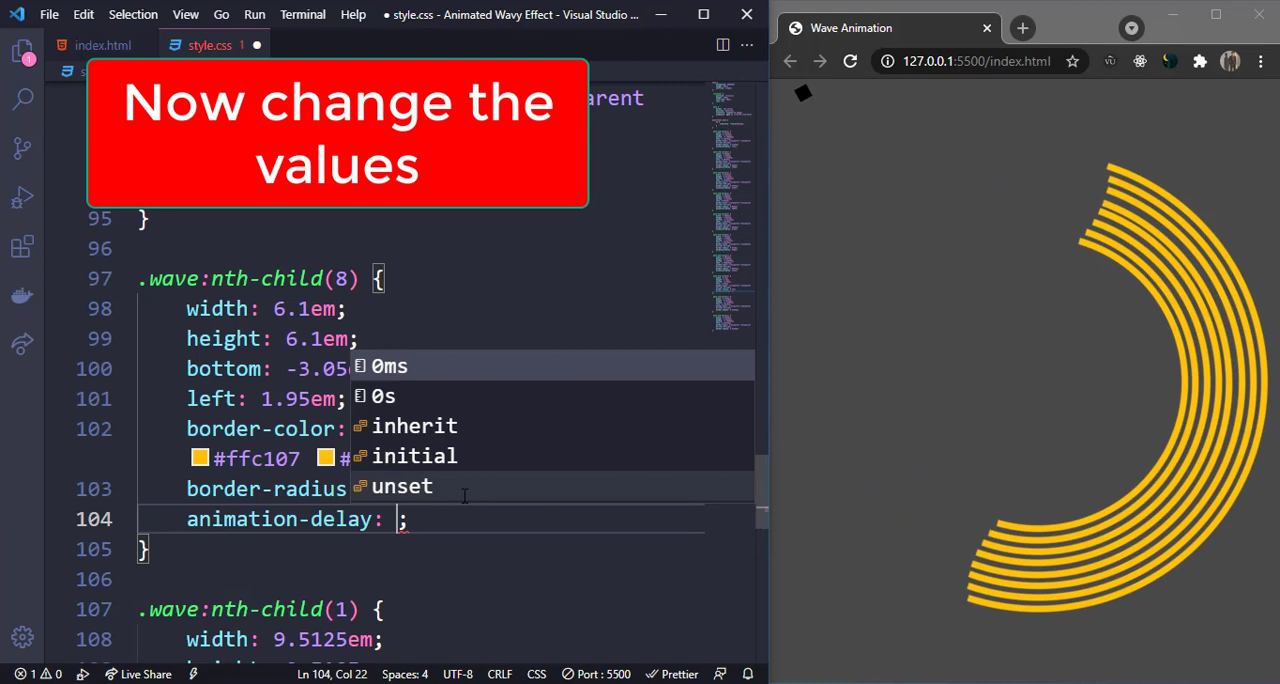 File Edit Selection View Go Run Terminal Help ● style.css - Animated Wavy Effect - Visual Studio ...
Wave Animation
index.html style.css 1 ●
127.0.0.1:5500/index.html
Now change the
values
arent
95 }
96
97 .wave:nth-child(8) {
98 width: 6.1em;
99 height: 6.1em;
100 bottom: -3.05
101 left: 1.95em;
102 border-color:
#ffc107 #
103 border-radius
104 animation-delay: ;
105 }
106
107 .wave:nth-child(1) {
108 width: 9.5125em;
0ms
0s
inherit
initial
unset
1 0 Live Share Ln 104, Col 22 Spaces: 4 UTF-8 CRLF CSS Port : 5500 Prettier